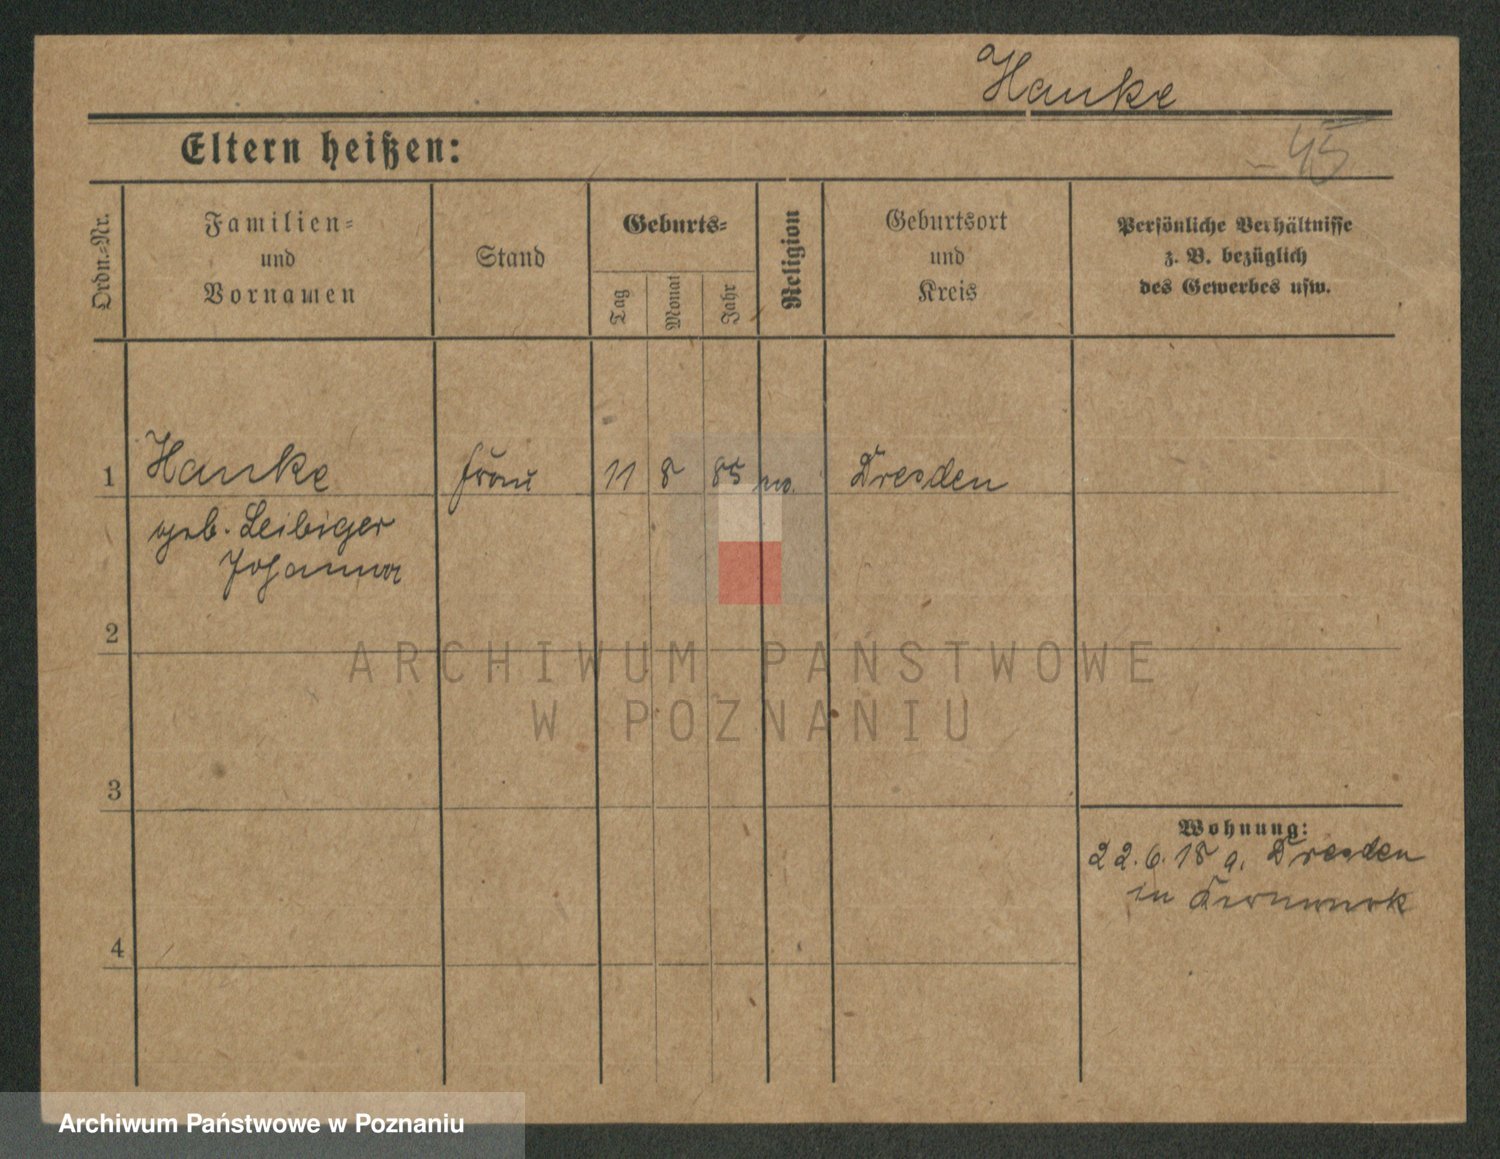 Hanke
45
Eltern heißen:
Ordn.=Nr.
Familien=
und
Vornamen
Stand
Geburts=
Tag
Monat
Jahr
Religion
Geburtsort
und
Kreis
Persönliche Verhältnisse
z. B. bezüglich
des Gewerbes usw.
1 Hanke Frau 11 8 85 Dresden
geb. Leibiger
Johanna
2
3
4
Wohnung:
22.6.18 a. Dresden
in
ARCHIWUM PAŃSTWOWE
W POZNANIU
Archiwum Państwowe w Poznaniu